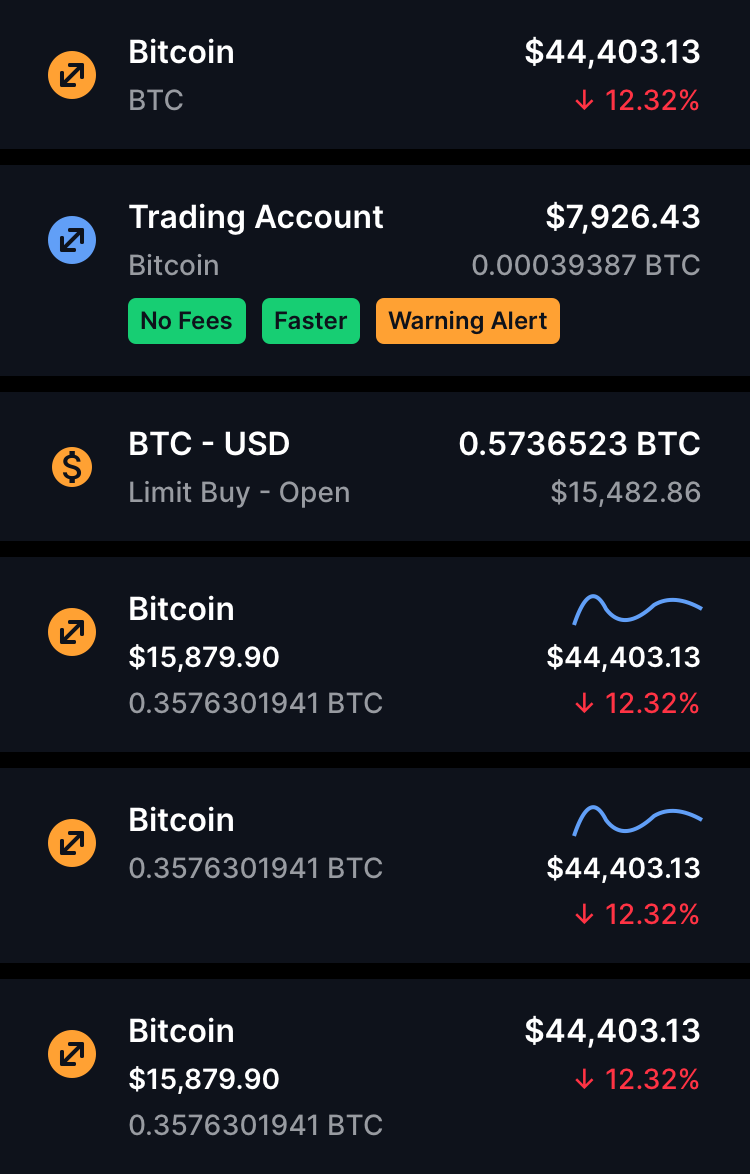 Bitcoin $44,403.13
BTC ↓ 12.32%
Trading Account $7,926.43
Bitcoin 0.00039387 BTC
No Fees Faster Warning Alert
$ BTC - USD 0.5736523 BTC
Limit Buy - Open $15,482.86
Bitcoin
$15,879.90 $44,403.13
0.3576301941 BTC ↓ 12.32%
Bitcoin
0.3576301941 BTC $44,403.13
↓ 12.32%
Bitcoin $44,403.13
$15,879.90 ↓ 12.32%
0.3576301941 BTC